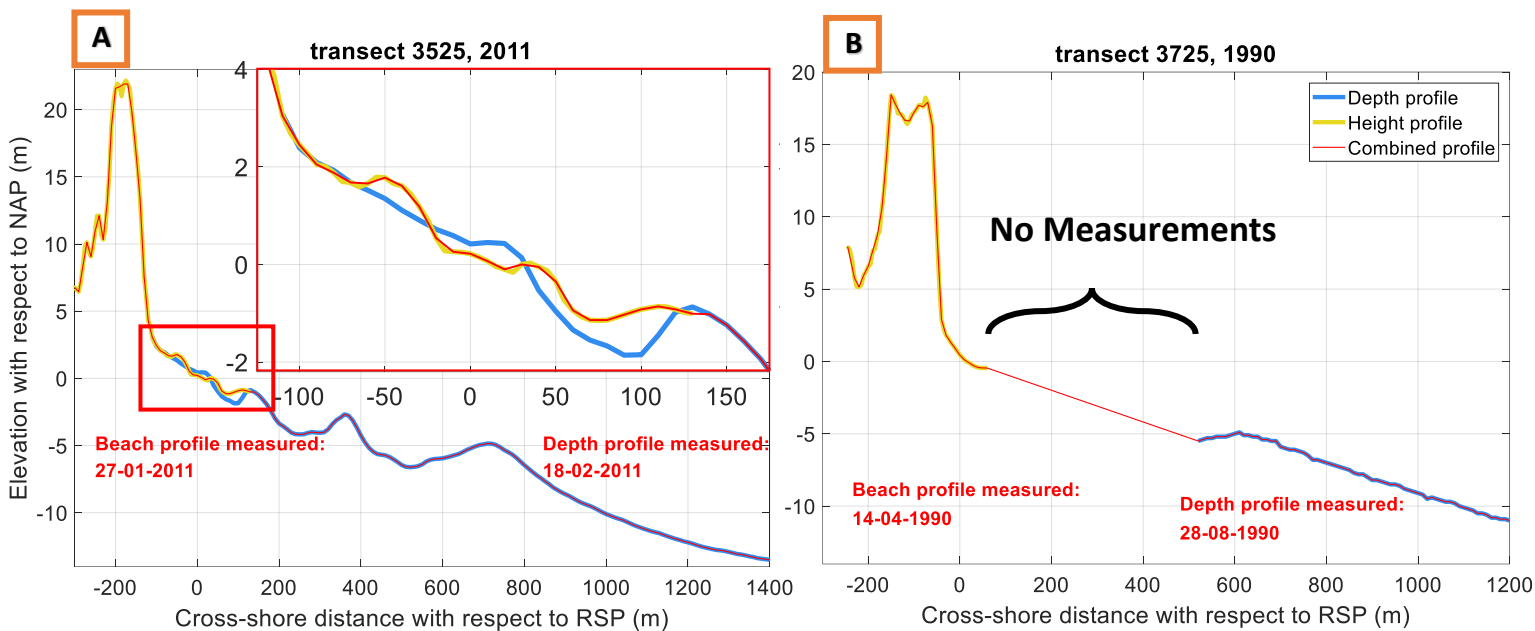 A
transect 3525, 2011
Elevation with respect to NAP (m)
20
15
10
5
0
-5
-10
4
2
0
-2
-100 -50 0 50 100 150
Beach profile measured:
27-01-2011
Depth profile measured:
18-02-2011
-200 0 200 400 600 800 1000 1200 1400
Cross-shore distance with respect to RSP (m)
B
transect 3725, 1990
20
15
10
5
0
-5
-10
Depth profile
Height profile
Combined profile
No Measurements
Beach profile measured:
14-04-1990
Depth profile measured:
28-08-1990
-200 0 200 400 600 800 1000 1200
Cross-shore distance with respect to RSP (m)